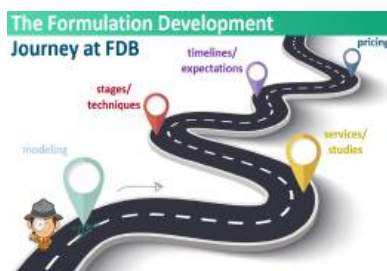 The Formulation Development
Journey at FDB
timelines/
expectations
pricing
stages/
techniques
services/
studies
modeling